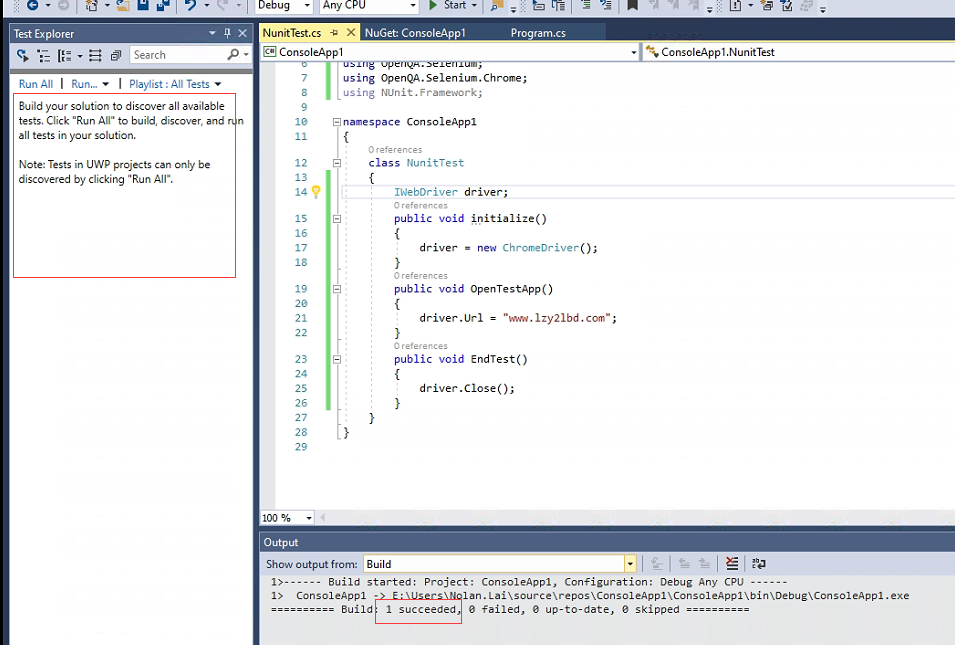 Debug Any CPU Start
Test Explorer
Search
Run All | Run... | Playlist : All Tests
Build your solution to discover all available
tests. Click "Run All" to build, discover, and run
all tests in your solution.
Note: Tests in UWP projects can only be
discovered by clicking "Run All".
NunitTest.cs NuGet: ConsoleApp1 Program.cs
C# ConsoleApp1 ConsoleApp1.NunitTest
6 using OpenQA.Selenium;
7 using OpenQA.Selenium.Chrome;
8 using NUnit.Framework;
9
10 namespace ConsoleApp1
11 {
0 references
12 class NunitTest
13 {
14 IWebDriver driver;
0 references
15 public void initialize()
16 {
17 driver = new ChromeDriver();
18 }
0 references
19 public void OpenTestApp()
20 {
21 driver.Url = "www.lzy2lbd.com";
22 }
0 references
23 public void EndTest()
24 {
25 driver.Close();
26 }
27 }
28 }
29
100 %
Output
Show output from: Build
1>------ Build started: Project: ConsoleApp1, Configuration: Debug Any CPU ------
1> ConsoleApp1 -> E:\Users\Nolan.Lai\source\repos\ConsoleApp1\ConsoleApp1\bin\Debug\ConsoleApp1.exe
========== Build: 1 succeeded, 0 failed, 0 up-to-date, 0 skipped ==========